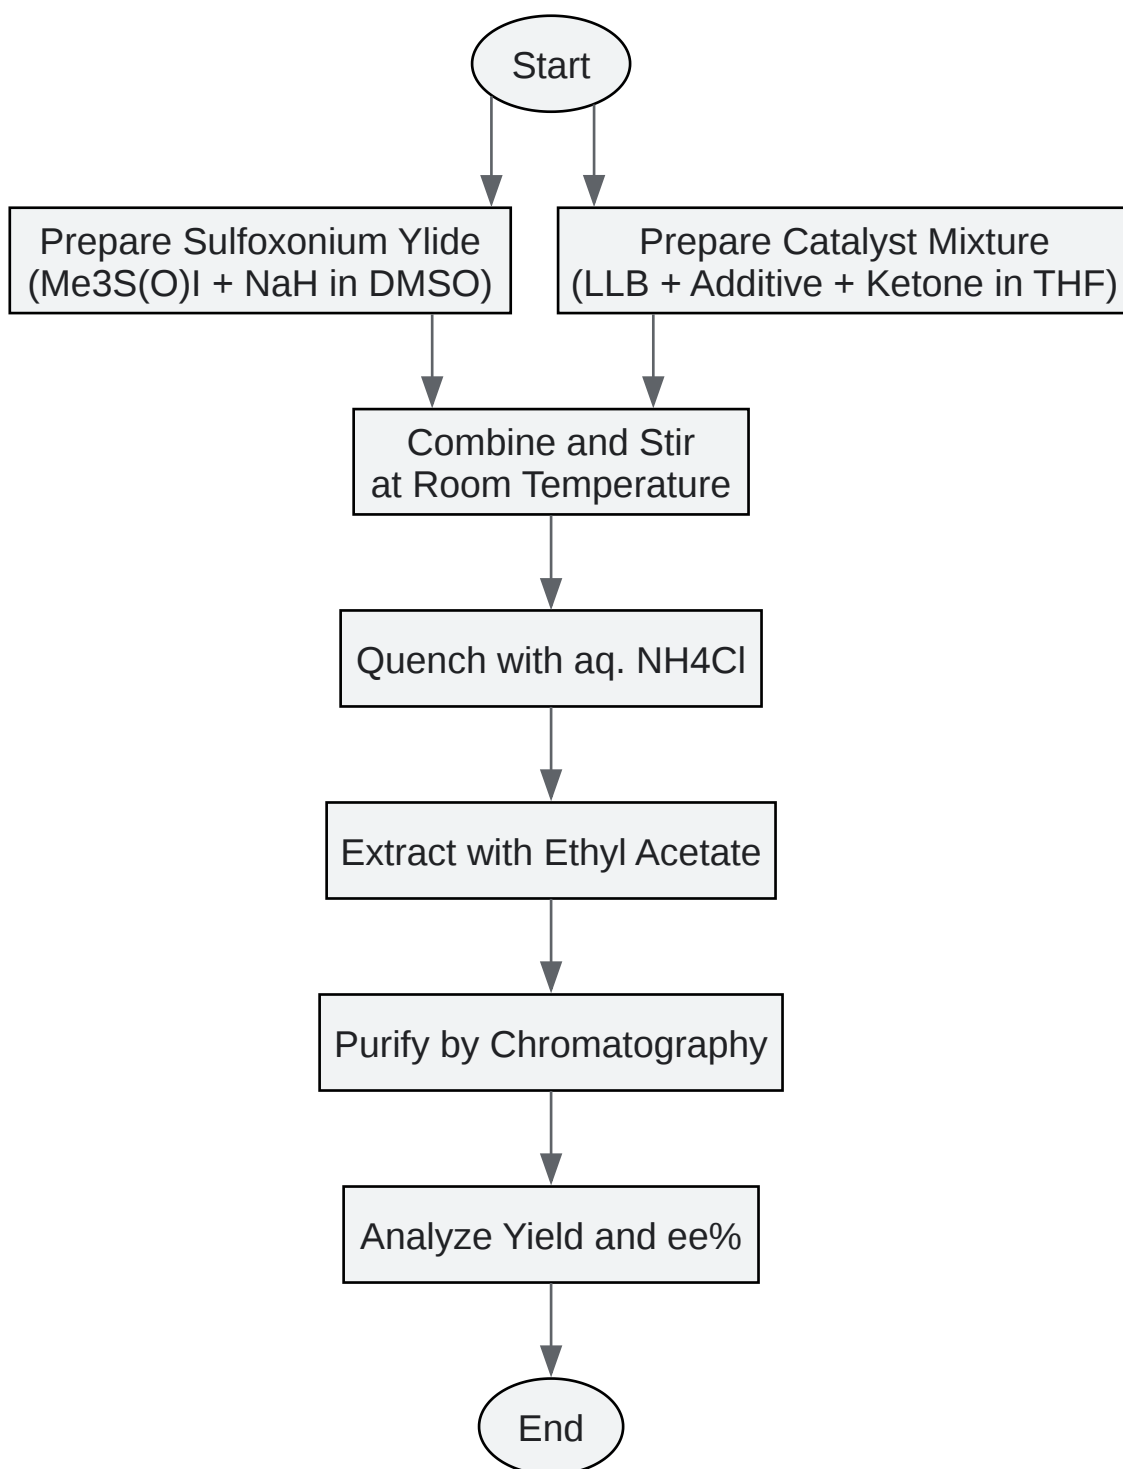 Start
Prepare Sulfoxonium Ylide
(Me3S(O)I + NaH in DMSO)
Prepare Catalyst Mixture
(LLB + Additive + Ketone in THF)
Combine and Stir
at Room Temperature
Quench with aq. NH4Cl
Extract with Ethyl Acetate
Purify by Chromatography
Analyze Yield and ee%
End